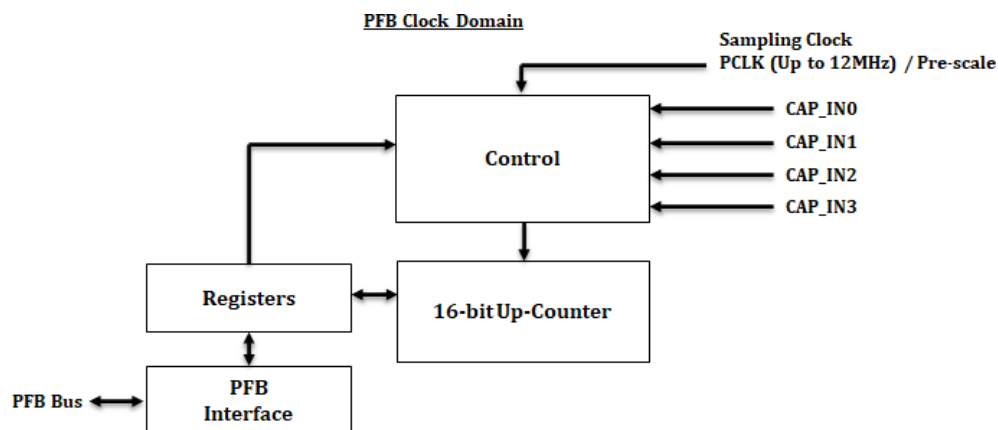 PFB Clock Domain
Sampling Clock
PCLK (Up to 12MHz) / Pre-scale
CAP_IN0
CAP_IN1
Control
CAP_IN2
CAP_IN3
Registers
16-bit Up-Counter
PFB
Interface
PFB Bus